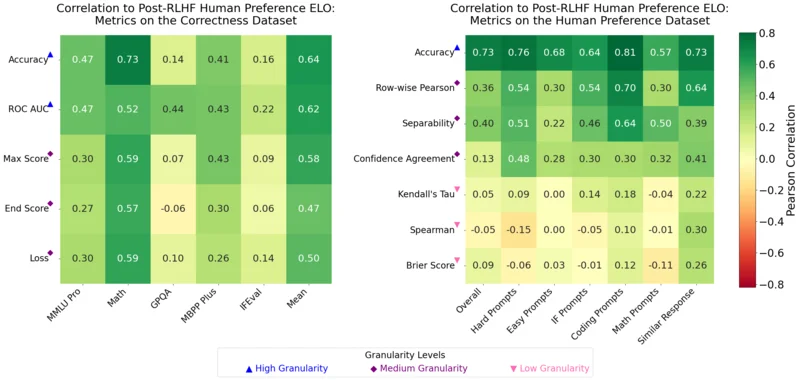 Correlation to Post-RLHF Human Preference ELO:
Metrics on the Correctness Dataset
Accuracy 0.47 0.73 0.14 0.41 0.16 0.64
ROC AUC 0.47 0.52 0.44 0.43 0.22 0.62
Max Score 0.30 0.59 0.07 0.43 0.09 0.58
End Score 0.27 0.57 -0.06 0.30 0.06 0.47
Loss 0.30 0.59 0.10 0.26 0.14 0.50
MMLU Pro Math GPQA MBPP Plus IFEval Mean
Correlation to Post-RLHF Human Preference ELO:
Metrics on the Human Preference Dataset
Accuracy 0.73 0.76 0.68 0.64 0.81 0.57 0.73
Row-wise Pearson 0.36 0.54 0.30 0.54 0.70 0.30 0.64
Separability 0.40 0.51 0.22 0.46 0.64 0.50 0.39
Confidence Agreement 0.13 0.48 0.28 0.30 0.30 0.32 0.41
Kendall's Tau 0.05 0.09 0.00 0.14 0.18 -0.04 0.22
Spearman -0.05 -0.15 0.00 -0.05 0.10 -0.01 0.30
Brier Score 0.09 -0.06 0.03 -0.01 0.12 -0.11 0.26
Overall Hard Prompts Easy Prompts IF Prompts Coding Prompts Math Prompts Similar Response
0.8
0.6
0.4
0.2
0.0
−0.2
−0.4
−0.6
−0.8
Pearson Correlation
Granularity Levels
High Granularity Medium Granularity Low Granularity